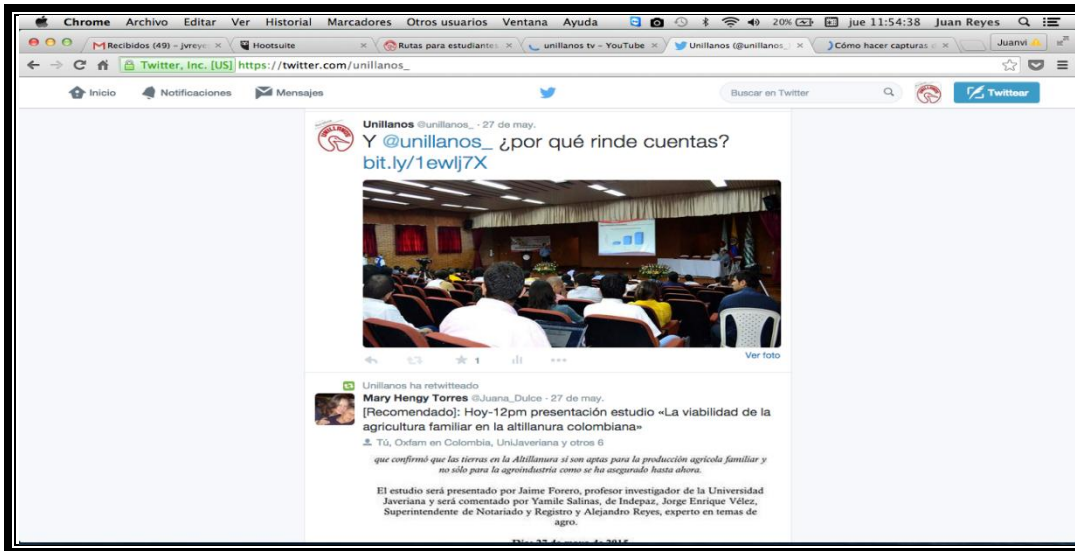 Chrome Archivo Editar Ver Historial Marcadores Otros usuarios Ventana Ayuda 20% jue 11:54:38 Juan Reyes
Recibidos (49) – jvreye
Hootsuite
Rutas para estudiantes
unillanos tv – YouTube
Unillanos (@unillanos_)
Cómo hacer capturas d
Juanvi
Twitter, Inc. [US] https://twitter.com/unillanos_
Inicio Notificaciones Mensajes Buscar en Twitter Twittear
Unillanos @unillanos_ · 27 de may.
Y @unillanos_ ¿por qué rinde cuentas?
1
Ver foto
Unillanos ha retwitteado
Mary Hengy Torres @Juana_Dulce · 27 de may.
[Recomendado]: Hoy-12pm presentación estudio «La viabilidad de la
agricultura familiar en la altillanura colombiana»
Tú, Oxfam en Colombia, UniJaveriana y otros 6
que confirmó que las tierras en la Altillanura si son aptas para la producción agrícola familiar y
no sólo para la agroindustria como se ha asegurado hasta ahora.
El estudio será presentado por Jaime Forero, profesor investigador de la Universidad
Javeriana y será comentado por Yamile Salinas, de Indepaz, Jorge Enrique Vélez,
Superintendente de Notariado y Registro y Alejandro Reyes, experto en temas de
agro.